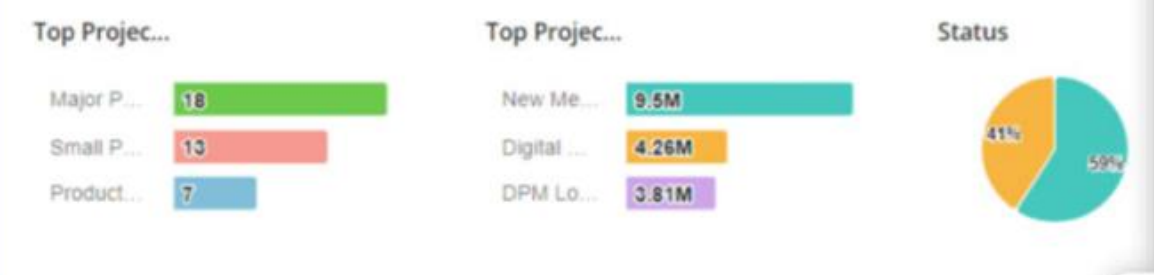 Top Projec...
Major P...
18
Small P...
13
Product...
7
Top Projec...
New Me...
9.5M
Digital ...
4.26M
DPM Lo...
3.81M
Status
41%
59%